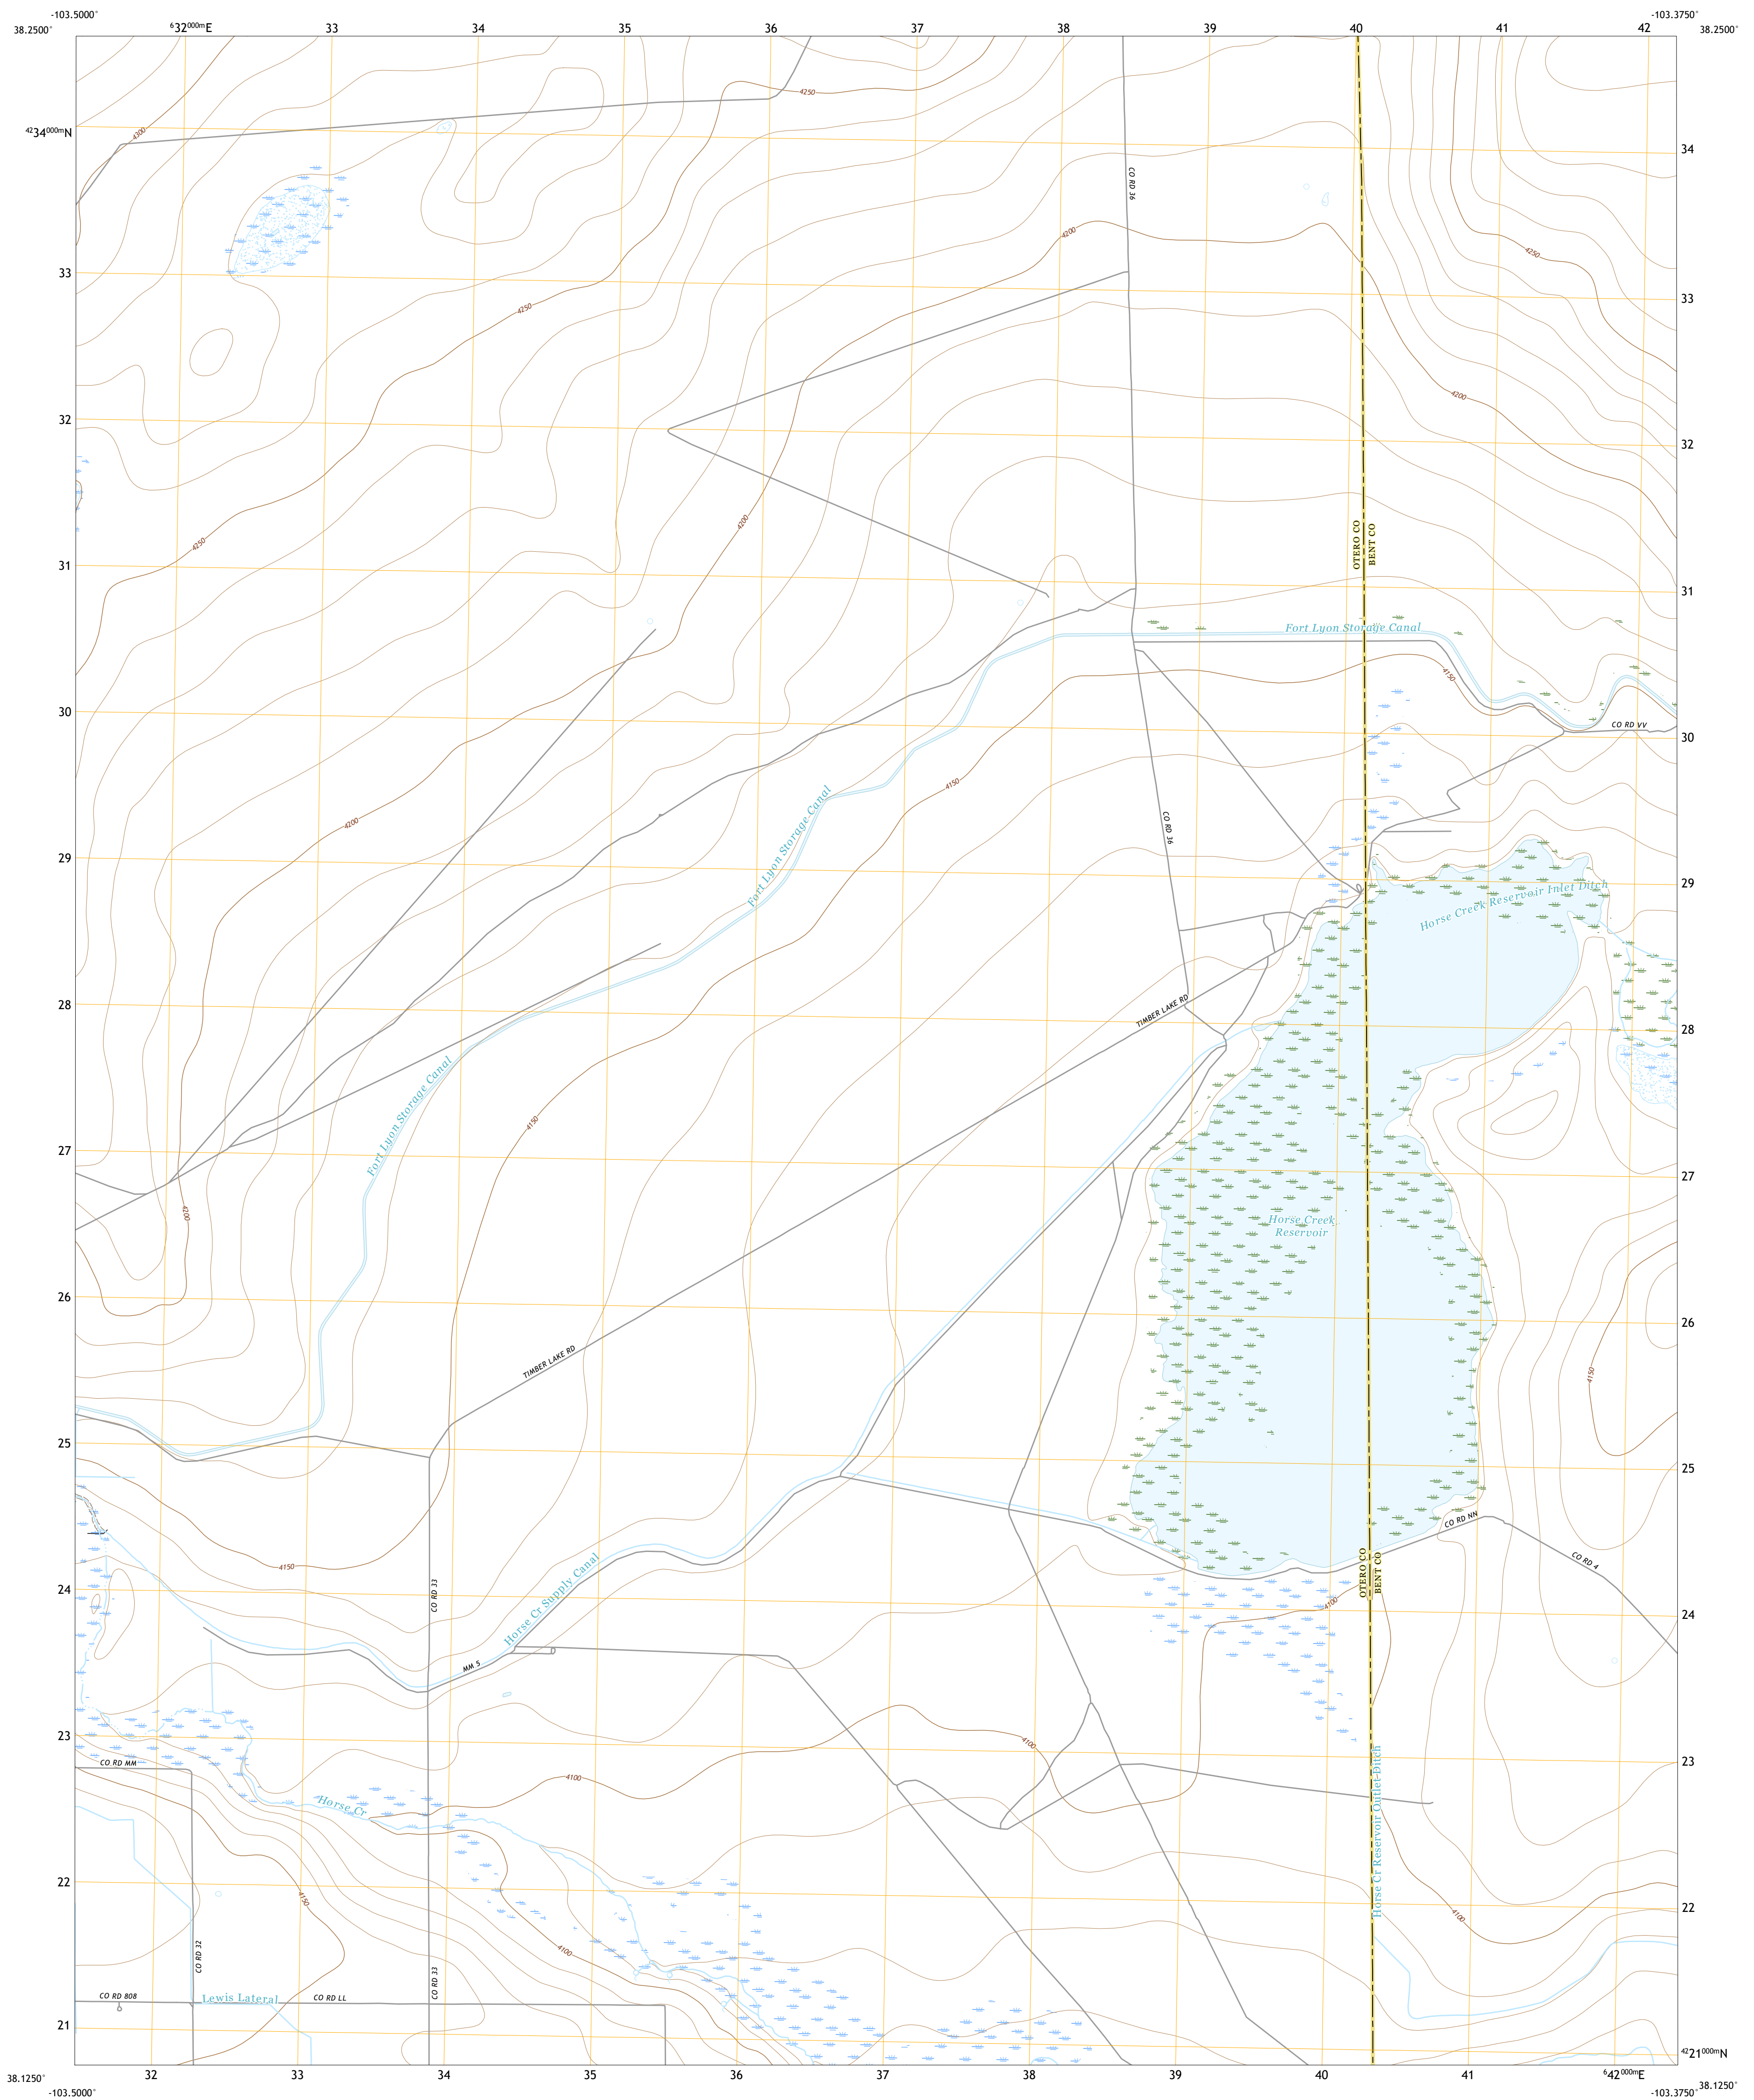 -103.5000°
-103.3750°
38.2500°
⁶32⁰⁰⁰ᵐE
33
34
35
36
37
38
39
40
41
42
38.2500°
4250
4300
⁴²34⁰⁰⁰ᵐN
34
CO RD 36
4200
4250
33
33
4250
4200
32
32
4200
OTERO CO
BENT CO
4250
31
31
Fort Lyon Storage Canal
4150
30
CO RD VV
30
4150
Fort Lyon Storage Canal
4200
CO RD 36
29
29
Horse Creek Reservoir Inlet Ditch
28
TIMBER LAKE RD
28
Fort Lyon Storage Canal
4150
27
27
4200
Horse Creek
Reservoir
26
26
TIMBER LAKE RD
4150
25
25
CO RD NN
4150
CO RD 4
OTERO CO
BENT CO
24
CO RD 33
Horse Cr Supply Canal
4100
24
MM 5
23
4100
23
CO RD MM
4100
Horse Cr
Horse Cr Reservoir Outlet Ditch
22
4150
22
4100
4100
CO RD 32
CO RD 33
CO RD 808
Lewis Lateral
CO RD LL
21
⁴²21⁰⁰⁰ᵐN
38.1250°
32
33
34
35
36
37
38
39
40
41
⁶42⁰⁰⁰ᵐE
38.1250°
-103.5000°
-103.3750°